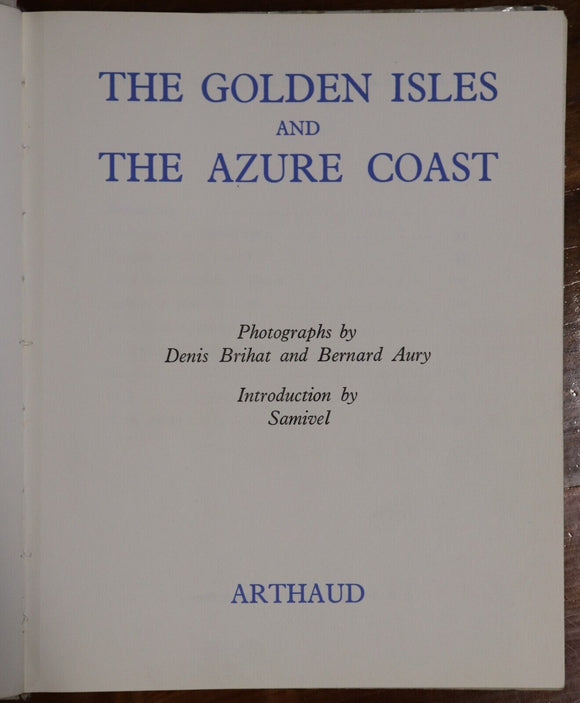 THE GOLDEN ISLES
AND
THE AZURE COAST
Photographs by
Denis Brihat and Bernard Aury
Introduction by
Samivel
ARTHAUD